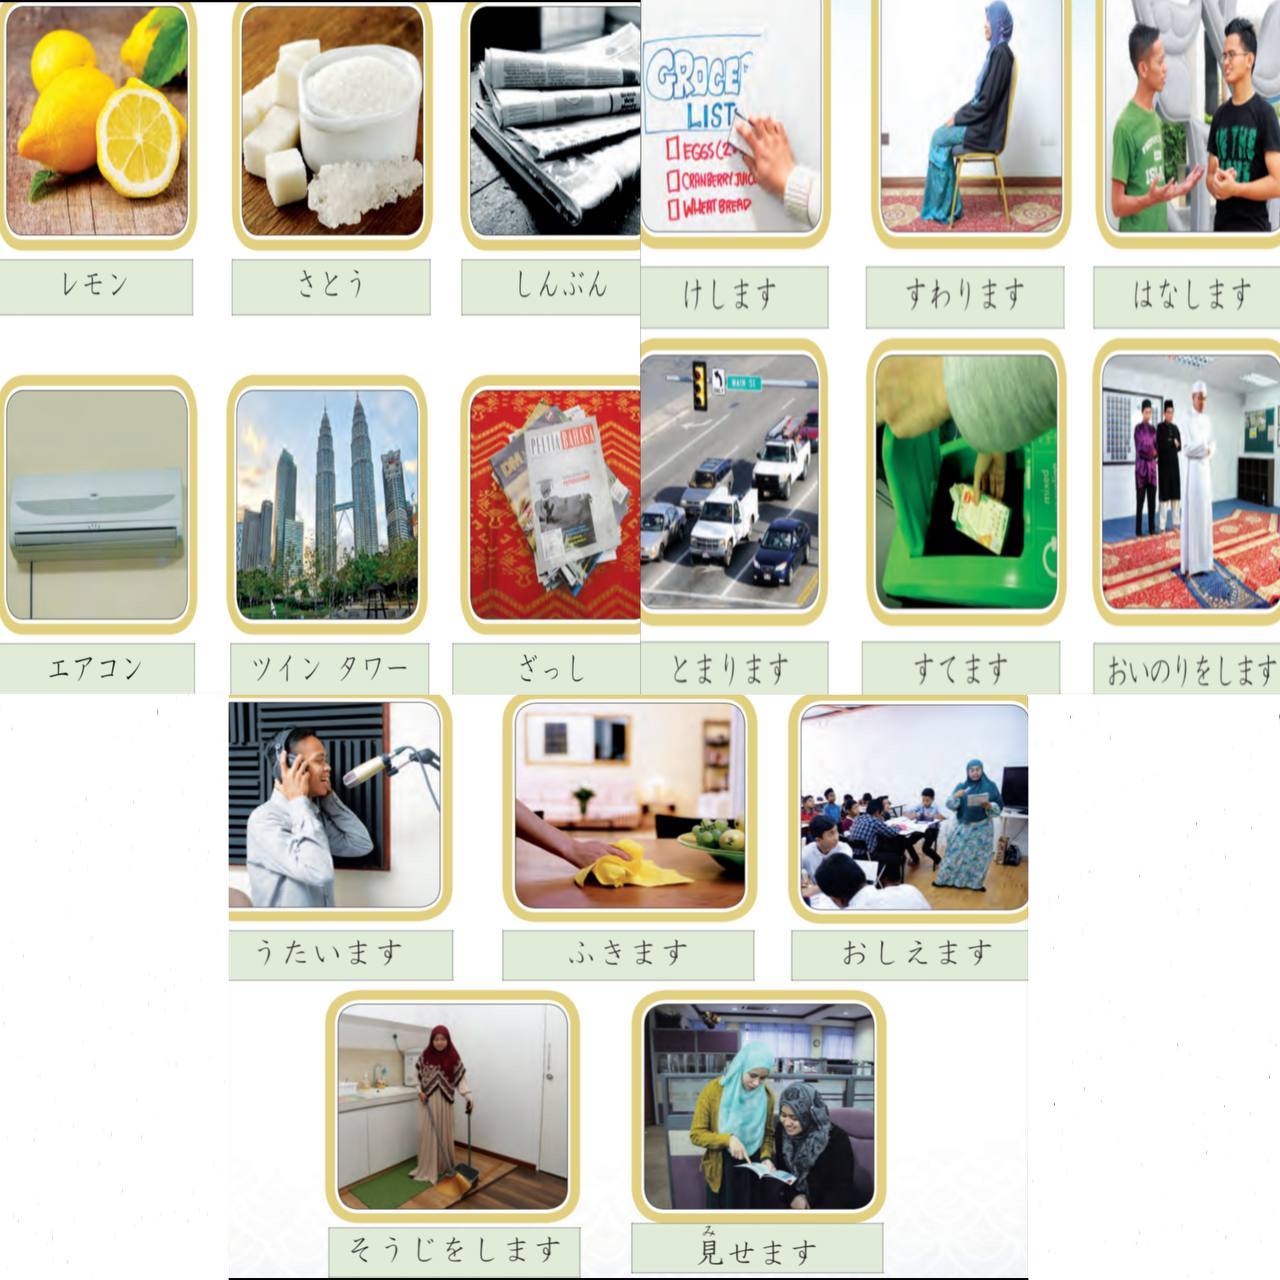 GROCE
LIST
EGGS (2
CRANBERRY JUIC
WHEAT BREAD
レモン
さとう
しんぶん
けします
すわります
はなします
MAIN ST
ONLY
PELITA BAHASA
mixed
エアコン
ツイン タワー
ざっし
とまります
すてます
おいのりをします
うたいます
ふきます
おしえます
そうじをします
み
見せます